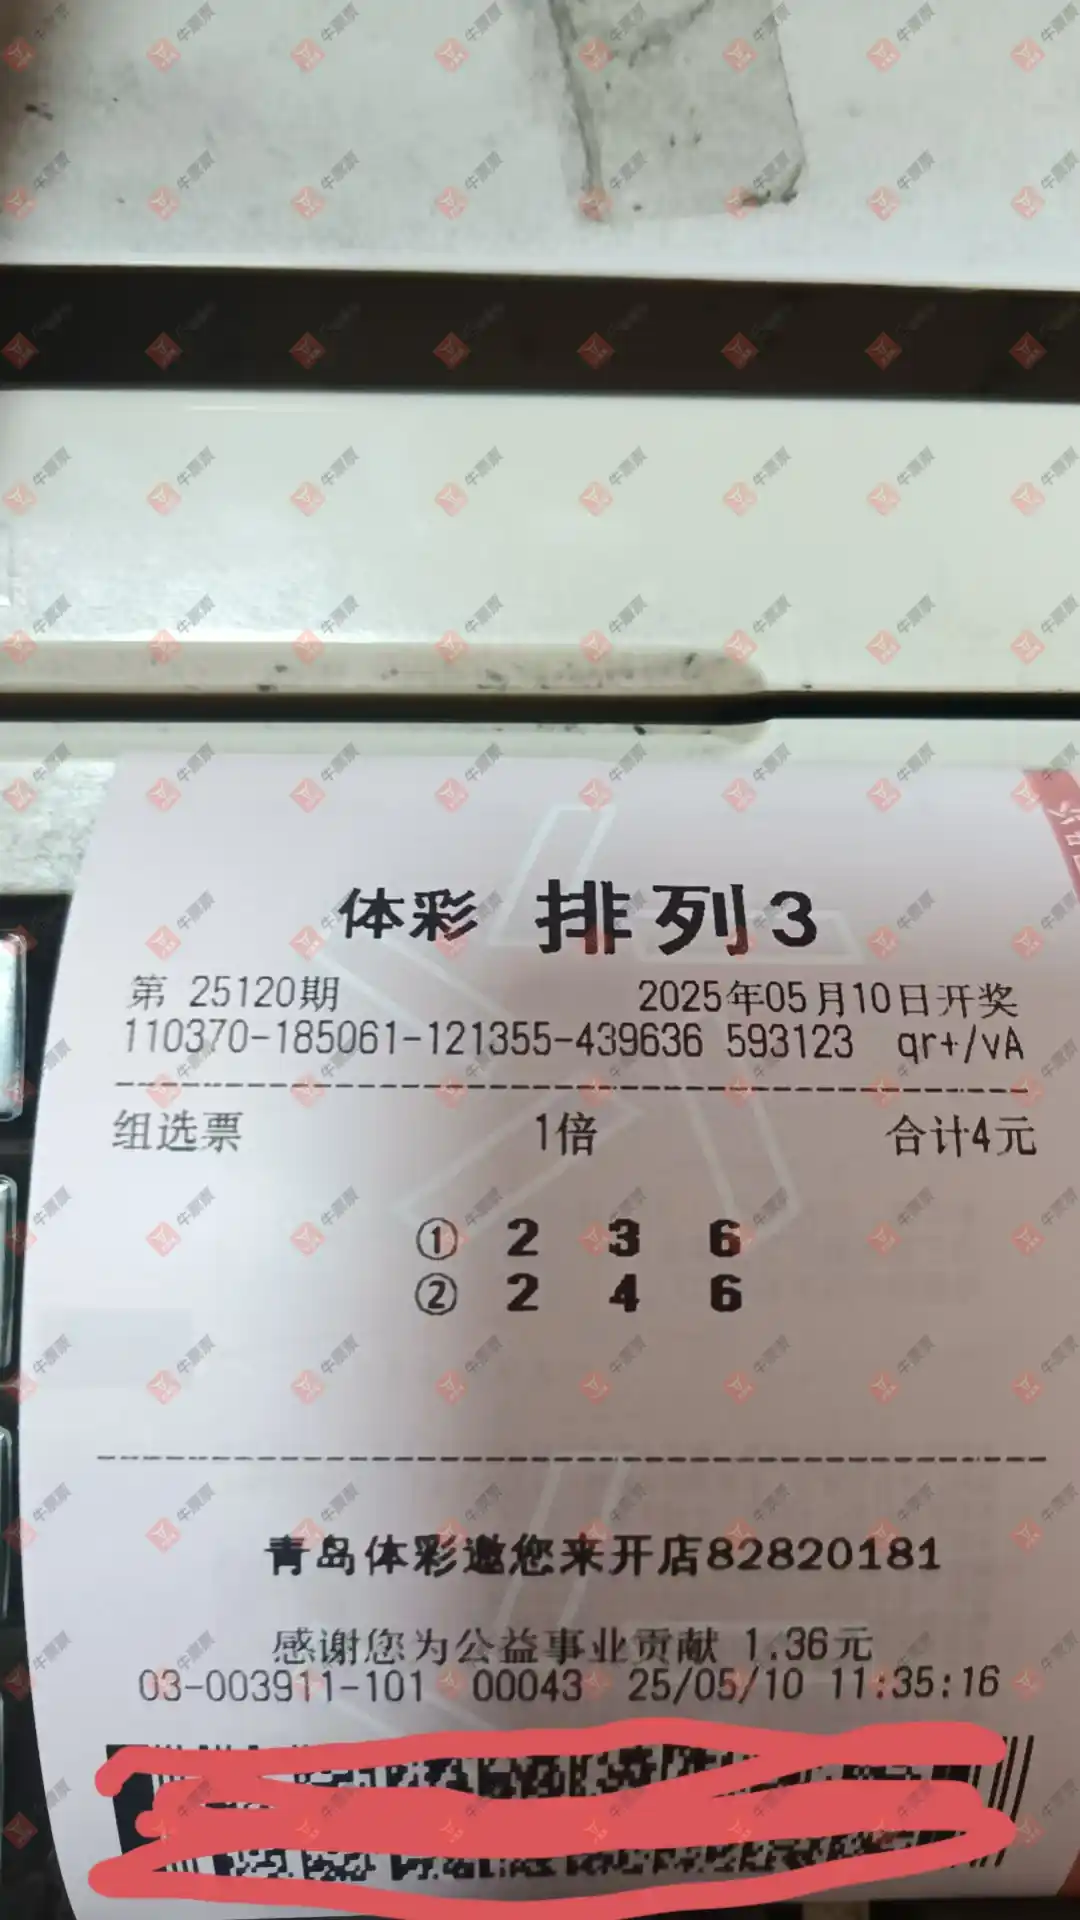 体彩 排列3
第 25120期 2025年05月10日开奖
110370-185061-121355-439636 593123 qr+/vA
组选票 1倍 合计4元
① 2 3 6
② 2 4 6
青岛体彩邀您来开店82820181
感谢您为公益事业贡献 1.36元
03-003911-101 00043 25/05/10 11:35:16
牛票票